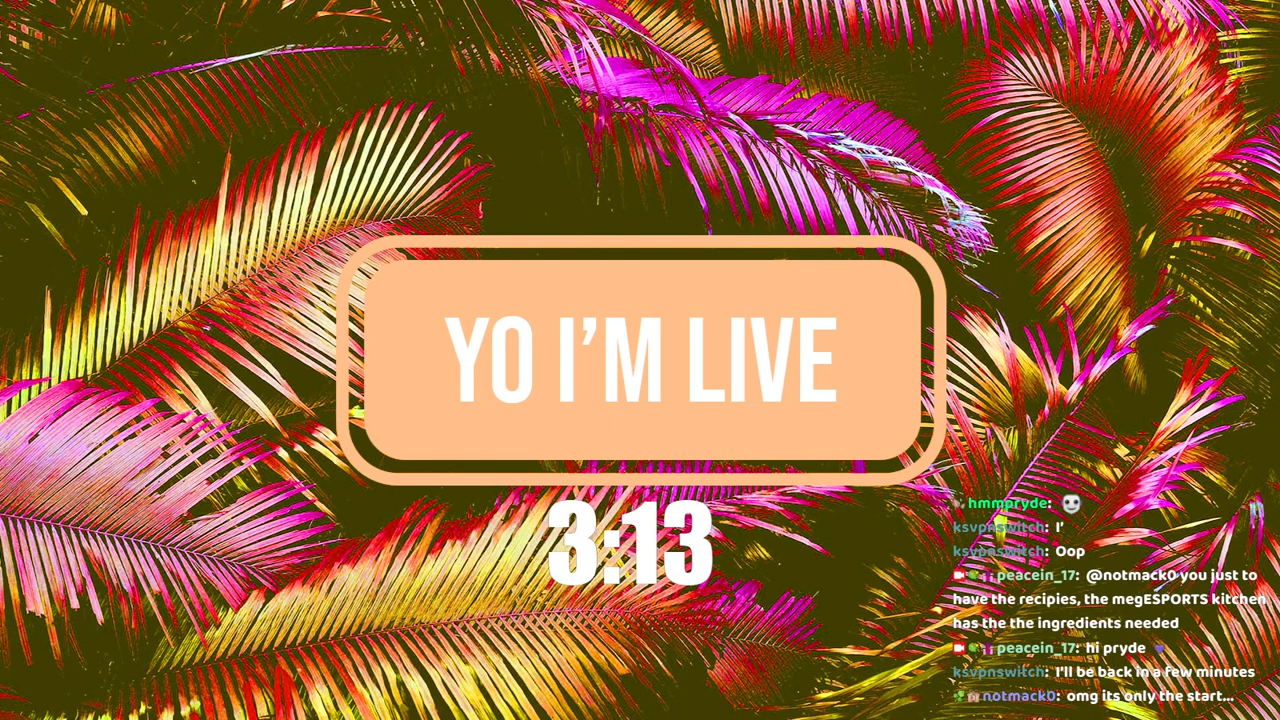 YO I’M LIVE
3:13
hmmpryde:
ksvpnswitch: I’
ksvpnswitch: Oop
peacein_17: @notmack0 you just to
have the recipies, the megESPORTS kitchen
has the the ingredients needed
peacein_17: hi pryde
ksvpnswitch: I'll be back in a few minutes
notmack0: omg its only the start...